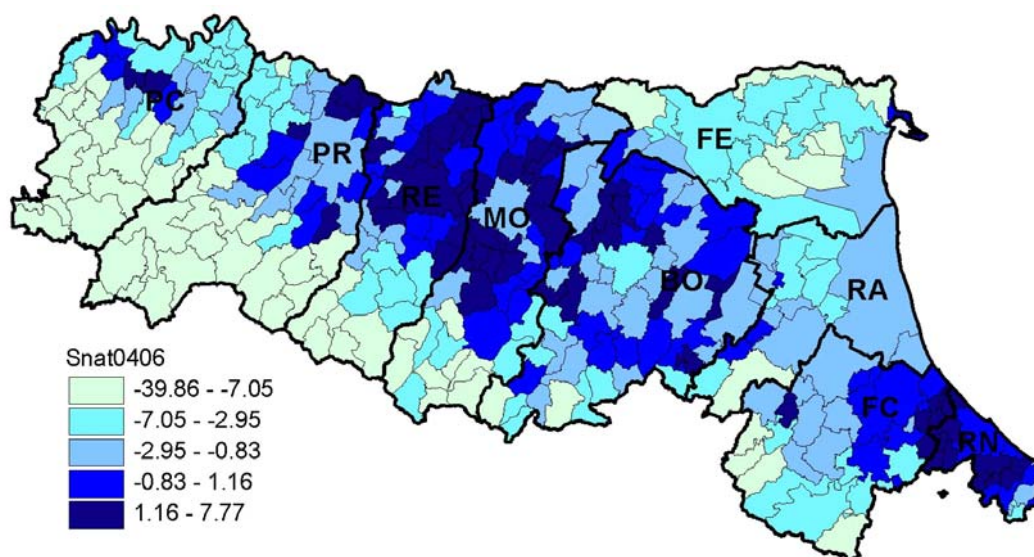 PC
PR
RE
MO
FE
BO
RA
FC
RN
Snat0406
-39.86 - -7.05
-7.05 - -2.95
-2.95 - -0.83
-0.83 - 1.16
1.16 - 7.77